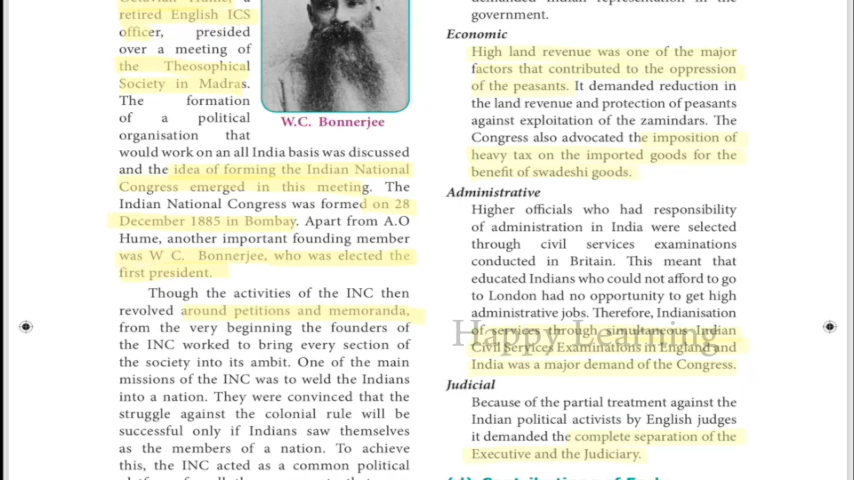 Octavian Hume, a
retired English ICS
officer, presided
over a meeting of
the Theosophical
Society in Madras.
The formation
of a political
organisation that
would work on an all India basis was discussed
and the idea of forming the Indian National
Congress emerged in this meeting. The
Indian National Congress was formed on 28
December 1885 in Bombay. Apart from A.O
Hume, another important founding member
was W C. Bonnerjee, who was elected the
first president.
Though the activities of the INC then
revolved around petitions and memoranda,
from the very beginning the founders of
the INC worked to bring every section of
the society into its ambit. One of the main
missions of the INC was to weld the Indians
into a nation. They were convinced that the
struggle against the colonial rule will be
successful only if Indians saw themselves
as the members of a nation. To achieve
this, the INC acted as a common political
W.C. Bonnerjee
demanded Indian representation in the
government.
Economic
High land revenue was one of the major
factors that contributed to the oppression
of the peasants. It demanded reduction in
the land revenue and protection of peasants
against exploitation of the zamindars. The
Congress also advocated the imposition of
heavy tax on the imported goods for the
benefit of swadeshi goods.
Administrative
Higher officials who had responsibility
of administration in India were selected
through civil services examinations
conducted in Britain. This meant that
educated Indians who could not afford to go
to London had no opportunity to get high
administrative jobs. Therefore, Indianisation
of services through simultaneous Indian
Civil Services Examinations in England and
India was a major demand of the Congress.
Happy Learning
Judicial
Because of the partial treatment against the
Indian political activists by English judges
it demanded the complete separation of the
Executive and the Judiciary.